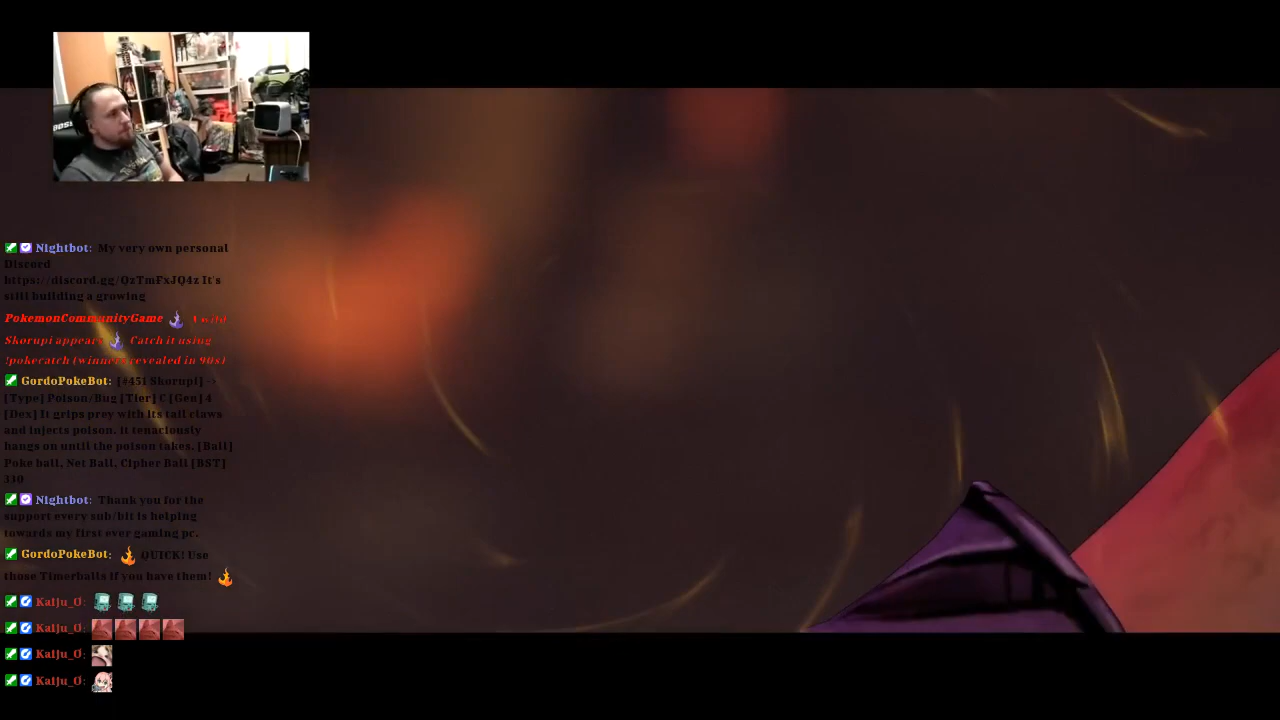 Nightbot: My very own personal
Discord
https://discord.gg/QzTmFxJQ4z It's
still building a growing
PokemonCommunityGame A wild
Skorupi appears Catch it using
!pokecatch (winners revealed in 90s)
GordoPokeBot: [#451 Skorupi] ->
[Type] Poison/Bug [Tier] C [Gen] 4
[Dex] It grips prey with its tail claws
and injects poison. It tenaciously
hangs on until the poison takes. [Ball]
Poke ball, Net Ball, Cipher Ball [BST]
330
Nightbot: Thank you for the
support every sub/bit is helping
towards my first ever gaming pc.
GordoPokeBot: QUICK! Use
those Timerballs if you have them!
Kaiju_O:
Kaiju_O:
Kaiju_O:
Kaiju_O: